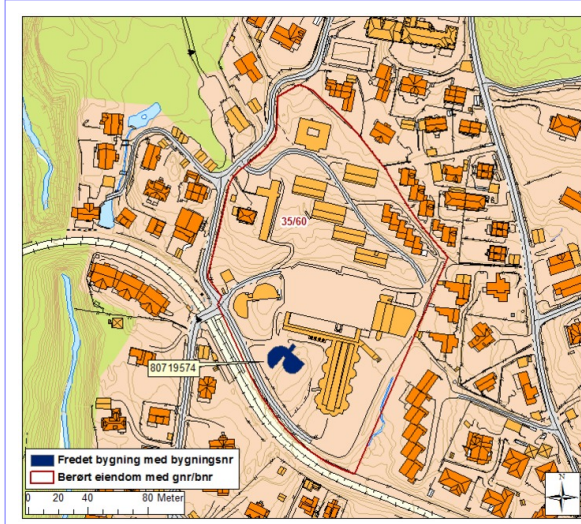 35/60
80719574
Fredet bygning med bygningsnr
Berørt eiendom med gnr/bnr
0 20 40 80 Meter